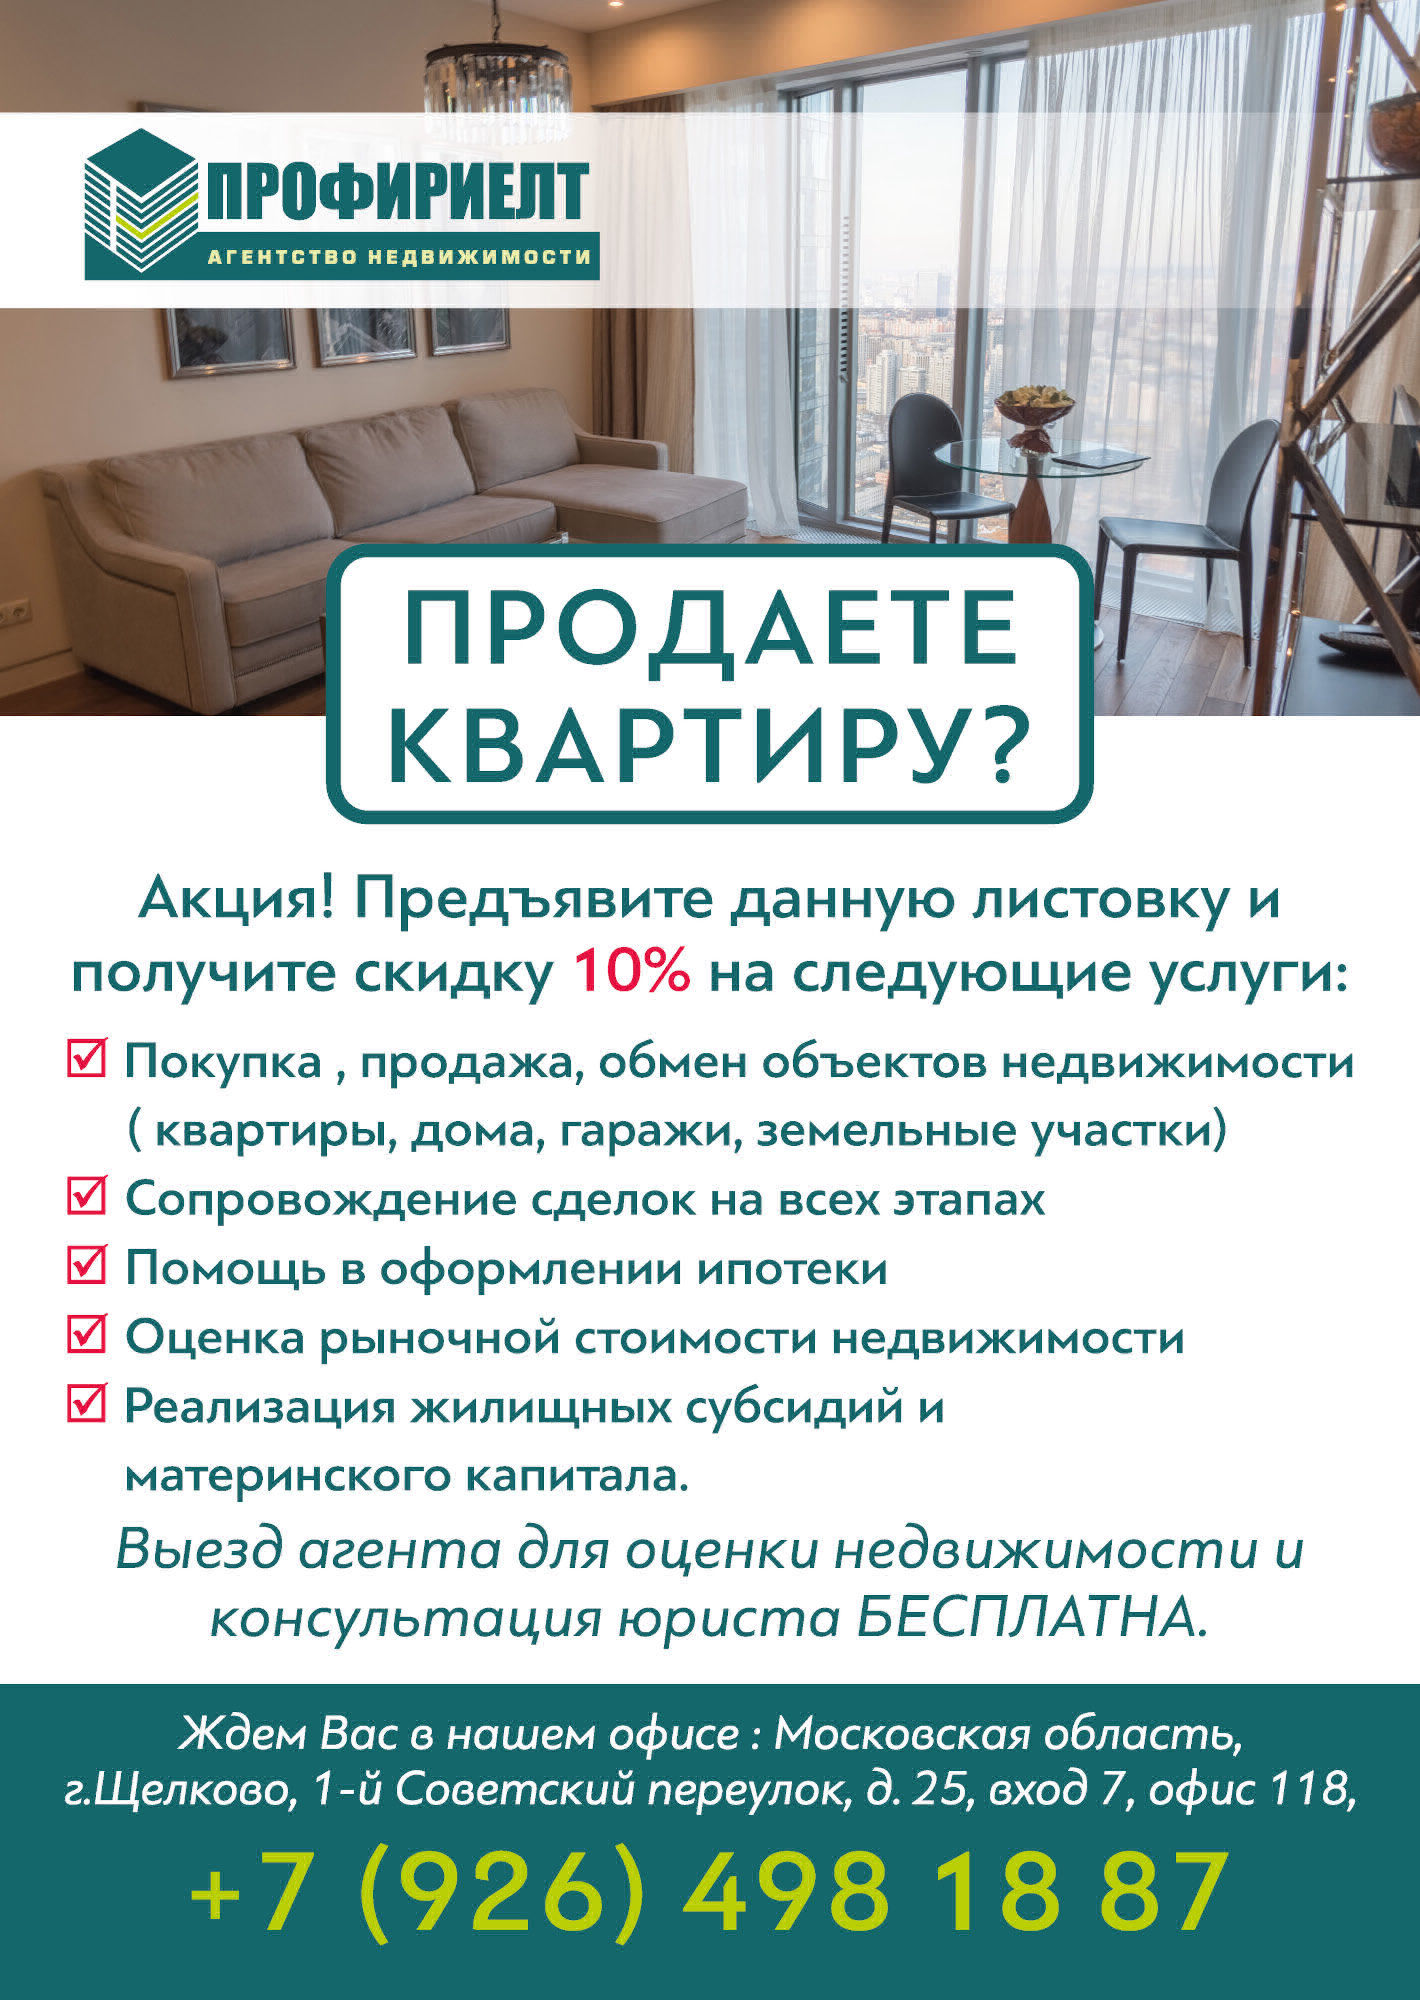 ПРОФИРИЕЛТ
АГЕНТСТВО НЕДВИЖИМОСТИ
ПРОДАЕТЕ
КВАРТИРУ?
Акция! Предъявите данную листовку и
получите скидку 10% на следующие услуги:
Покупка , продажа, обмен объектов недвижимости
( квартиры, дома, гаражи, земельные участки)
Сопровождение сделок на всех этапах
Помощь в оформлении ипотеки
Оценка рыночной стоимости недвижимости
Реализация жилищных субсидий и
материнского капитала.
Выезд агента для оценки недвижимости и
консультация юриста БЕСПЛАТНА.
Ждем Вас в нашем офисе : Московская область,
г.Щелково, 1-й Советский переулок, д. 25, вход 7, офис 118,
+7 (926) 498 18 87